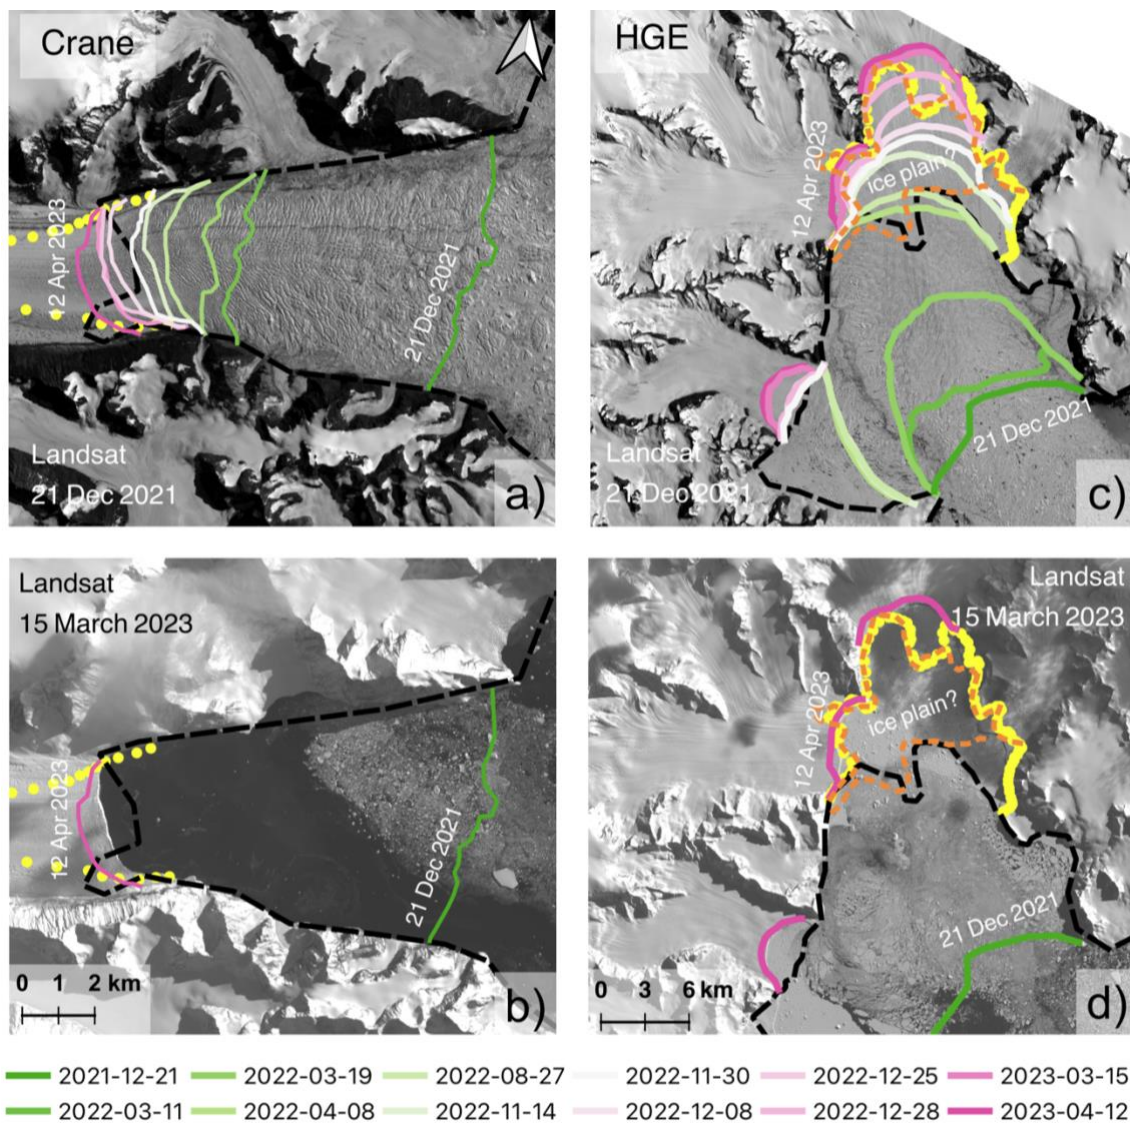 Crane
12 Apr 2023
21 Dec 2021
Landsat
21 Dec 2021
a)
HGE
12 Apr 2023
ice plain?
21 Dec 2021
Landsat
21 Dec 2021
c)
Landsat
15 March 2023
12 Apr 2023
21 Dec 2021
0 1 2 km
b)
Landsat
15 March 2023
12 Apr 2023
ice plain?
21 Dec 2021
0 3 6 km
d)
2021-12-21 2022-03-19 2022-08-27 2022-11-30 2022-12-25 2023-03-15
2022-03-11 2022-04-08 2022-11-14 2022-12-08 2022-12-28 2023-04-12